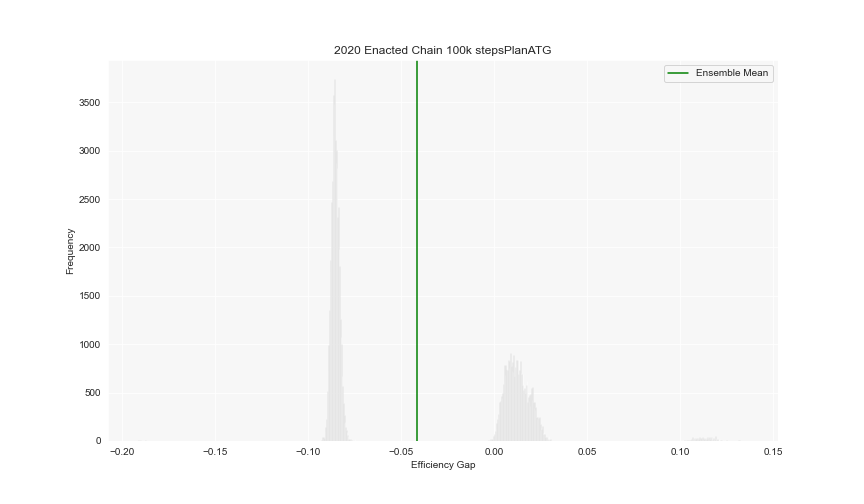 2020 Enacted Chain 100k stepsPlanATG
Ensemble Mean
3500
3000
2500
2000
1500
1000
500
0
Frequency
−0.20 −0.15 −0.10 −0.05 0.00 0.05 0.10 0.15
Efficiency Gap